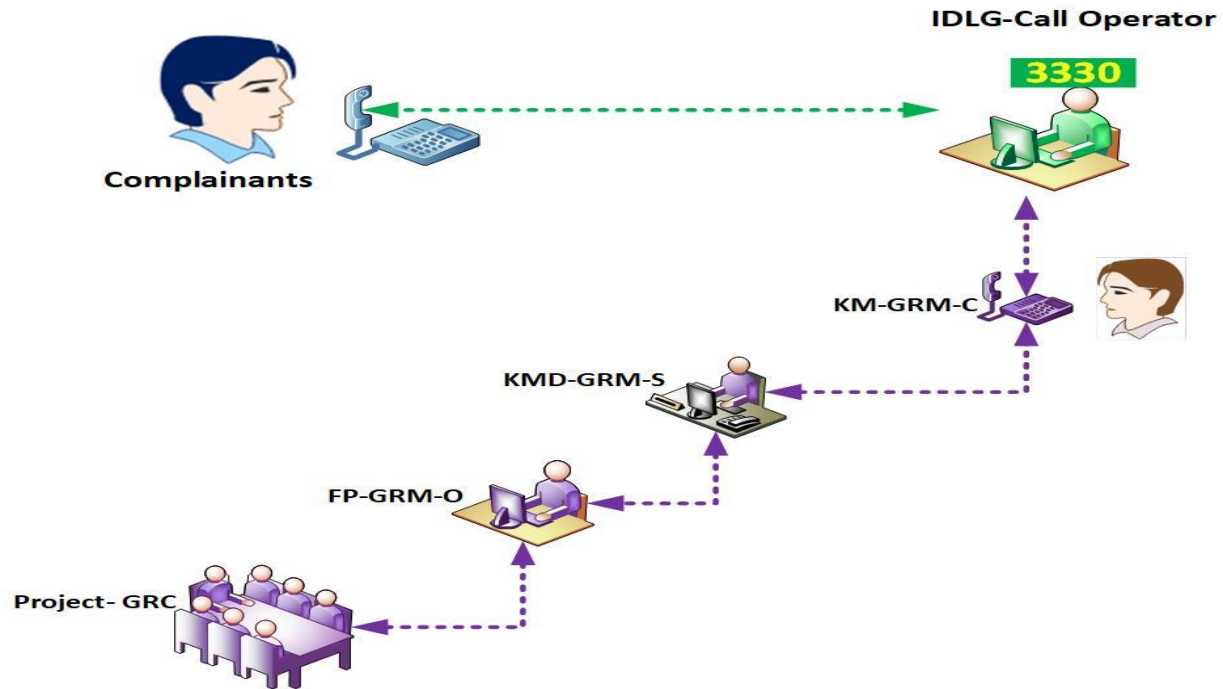 IDLG-Call Operator
3330
Complainants
KM-GRM-C
KMD-GRM-S
FP-GRM-O
Project- GRC